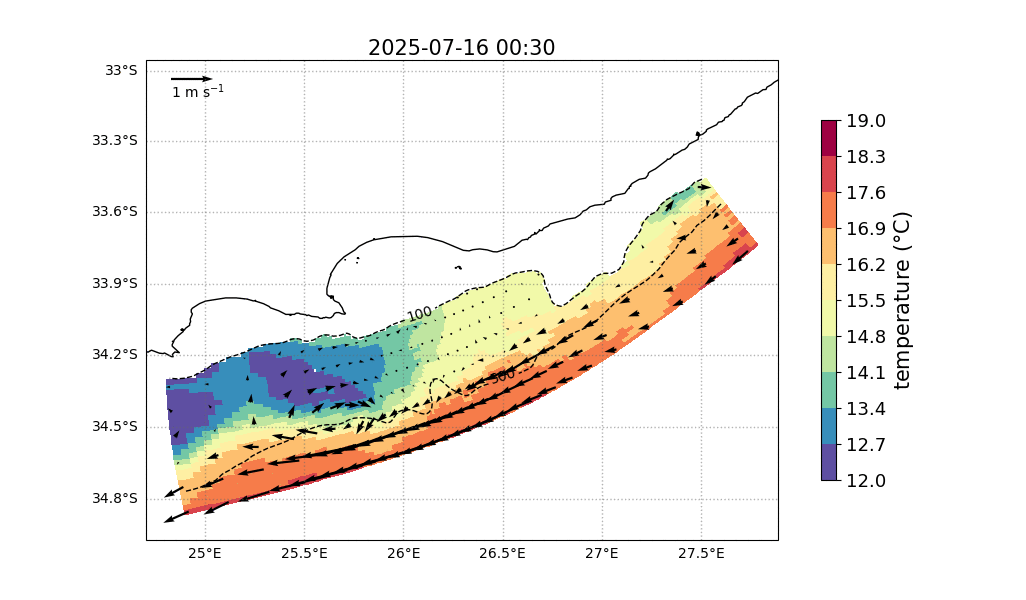 2025-07-16 00:30
1 m s⁻¹
33°S
33.3°S
33.6°S
33.9°S
34.2°S
34.5°S
34.8°S
100
500
25°E 25.5°E 26°E 26.5°E 27°E 27.5°E
19.0
18.3
17.6
16.9
16.2
15.5
14.8
14.1
13.4
12.7
12.0
temperature (°C)